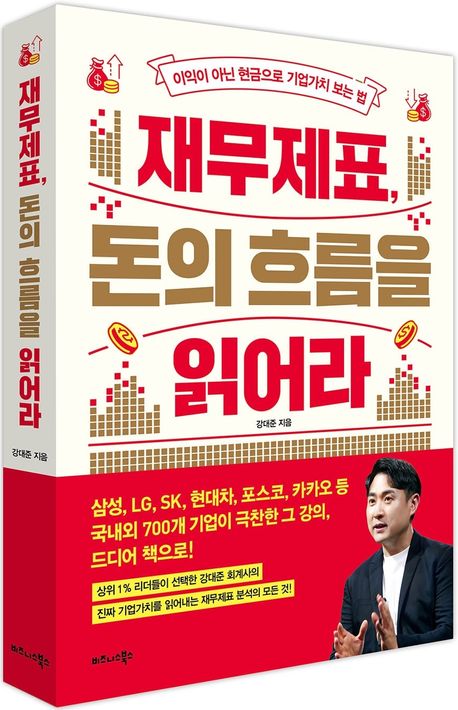 재무제표, 돈의 흐름을 읽어라
강대준 지음
이익이 아닌 현금으로 기업가치 보는 법
재무제표,
돈의 흐름을
읽어라
강대준 지음
삼성, LG, SK, 현대차, 포스코, 카카오 등
국내외 700개 기업이 극찬한 그 강의,
드디어 책으로!
상위 1% 리더들이 선택한 강대준 회계사의
진짜 기업가치를 읽어내는 재무제표 분석의 모든 것!
비즈니스북스
비즈니스북스